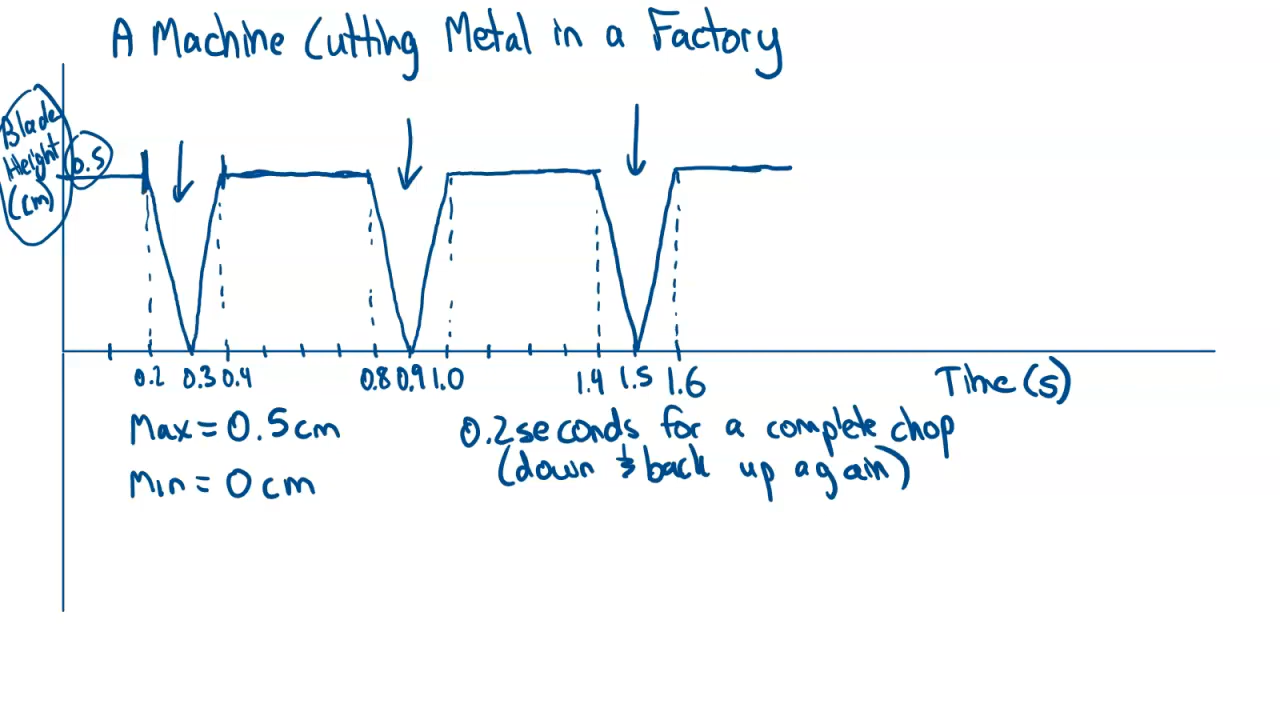 A Machine Cutting Metal in a Factory
Blade
Height
(cm)
0.5
0.2 0.3 0.4 0.8 0.9 1.0 1.4 1.5 1.6
Time (s)
Max = 0.5cm
Min = 0 cm
0.2 seconds for a complete chop
(down & back up again)